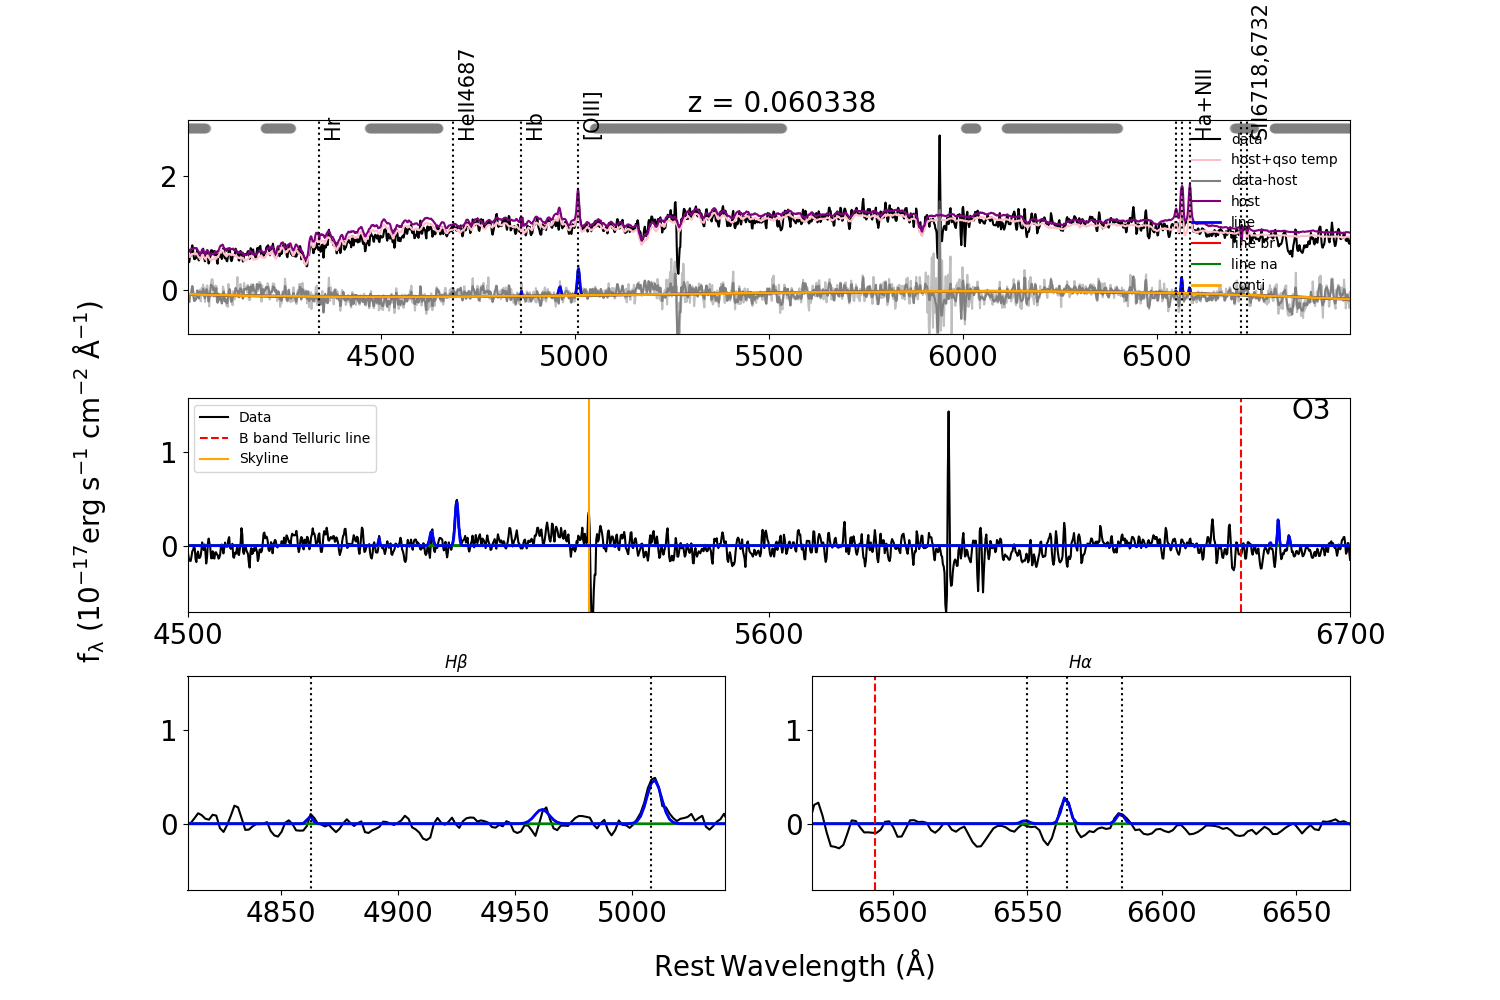 z = 0.060338
Hr
HeII4687
Hb
[OIII]
Ha+NII
SII6718,6732
data
host+qso temp
data-host
host
line
line br
line na
conti
2
0
4500 5000 5500 6000 6500
fλ (10⁻¹⁷erg s⁻¹ cm⁻² Å⁻¹)
O3
Data
B band Telluric line
Skyline
1
0
4500 5600 6700
Hβ
1
0
4850 4900 4950 5000
Hα
1
0
6500 6550 6600 6650
Rest Wavelength (Å)